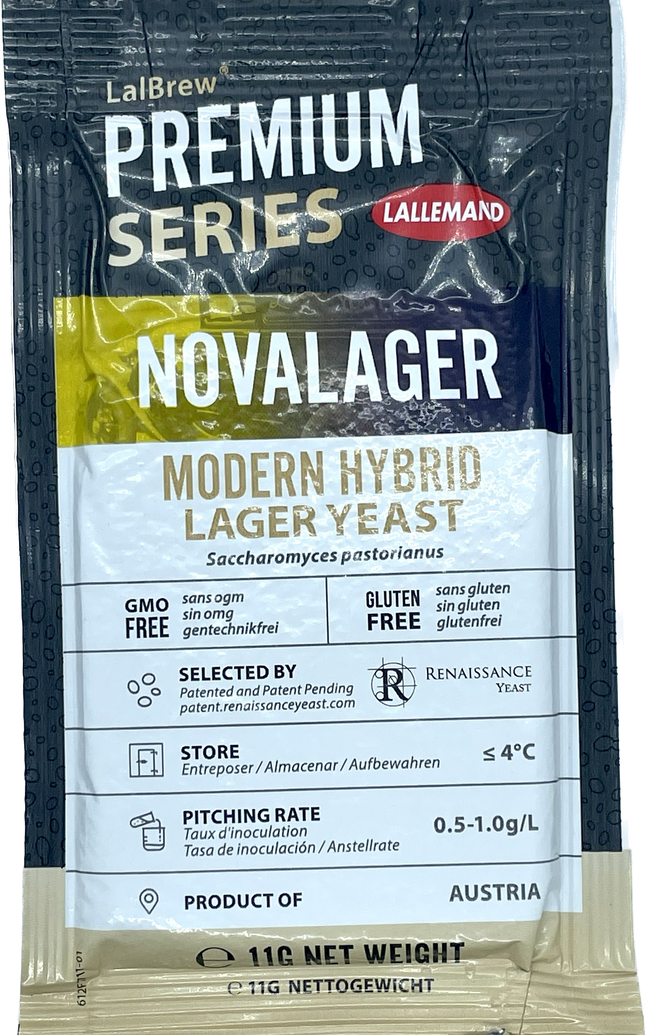 LalBrew®
PREMIUM
SERIES
LALLEMAND
NOVALAGER
MODERN HYBRID
LAGER YEAST
Saccharomyces pastorianus
GMO
FREE
sans ogm
sin omg
gentechnikfrei
GLUTEN
FREE
sans gluten
sin gluten
glutenfrei
SELECTED BY
Patented and Patent Pending
patent.renaissanceyeast.com
R
RENAISSANCE
YEAST
STORE
Entreposer / Almacenar / Aufbewahren
≤ 4°C
PITCHING RATE
Taux d'inoculation
Tasa de inoculación / Anstellrate
0.5-1.0g/L
PRODUCT OF
AUSTRIA
℮ 11G NET WEIGHT
℮ 11G NETTOGEWICHT